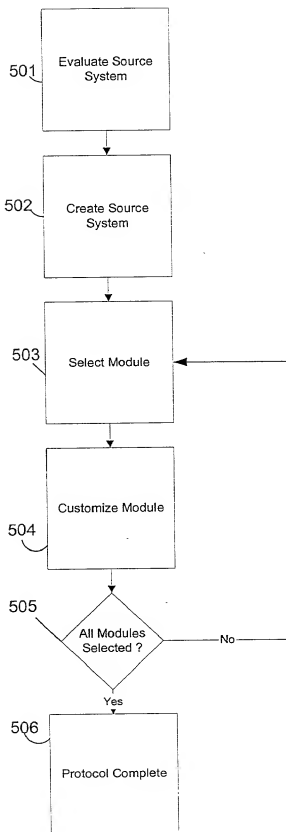 501
Evaluate Source
System
502
Create Source
System
503
Select Module
504
Customize Module
505
All Modules
Selected ?
No
Yes
506
Protocol Complete